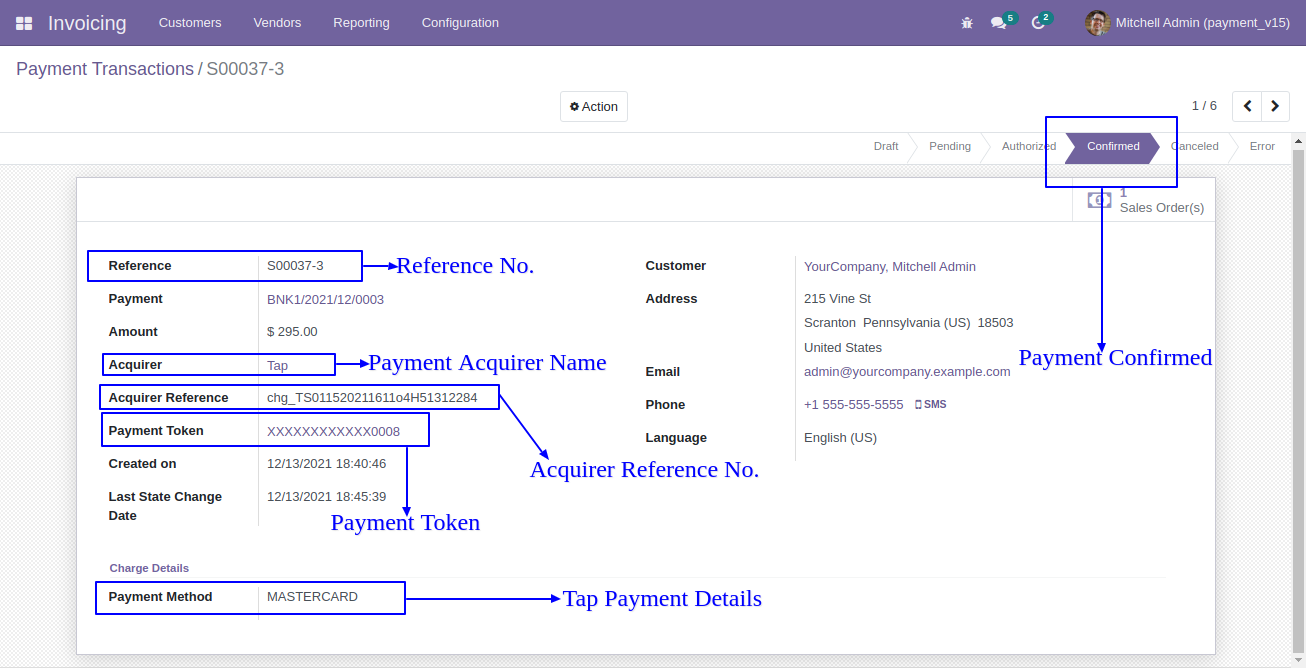 Invoicing Customers Vendors Reporting Configuration 5 2 Mitchell Admin (payment_v15)
Payment Transactions / S00037-3
Action 1 / 6
Draft Pending Authorized Confirmed Canceled Error
1
Sales Order(s)
Reference S00037-3 Reference No. Customer YourCompany, Mitchell Admin
Payment BNK1/2021/12/0003 Address 215 Vine St
Scranton Pennsylvania (US) 18503
Amount $ 295.00
United States
Payment Confirmed
Acquirer Tap Payment Acquirer Name Email admin@yourcompany.example.com
Acquirer Reference chg_TS011520211611o4H51312284 Phone +1 555-555-5555 SMS
Payment Token XXXXXXXXXXXX0008 Language English (US)
Created on 12/13/2021 18:40:46 Acquirer Reference No.
Last State Change 12/13/2021 18:45:39
Date
Payment Token
Charge Details
Payment Method MASTERCARD Tap Payment Details